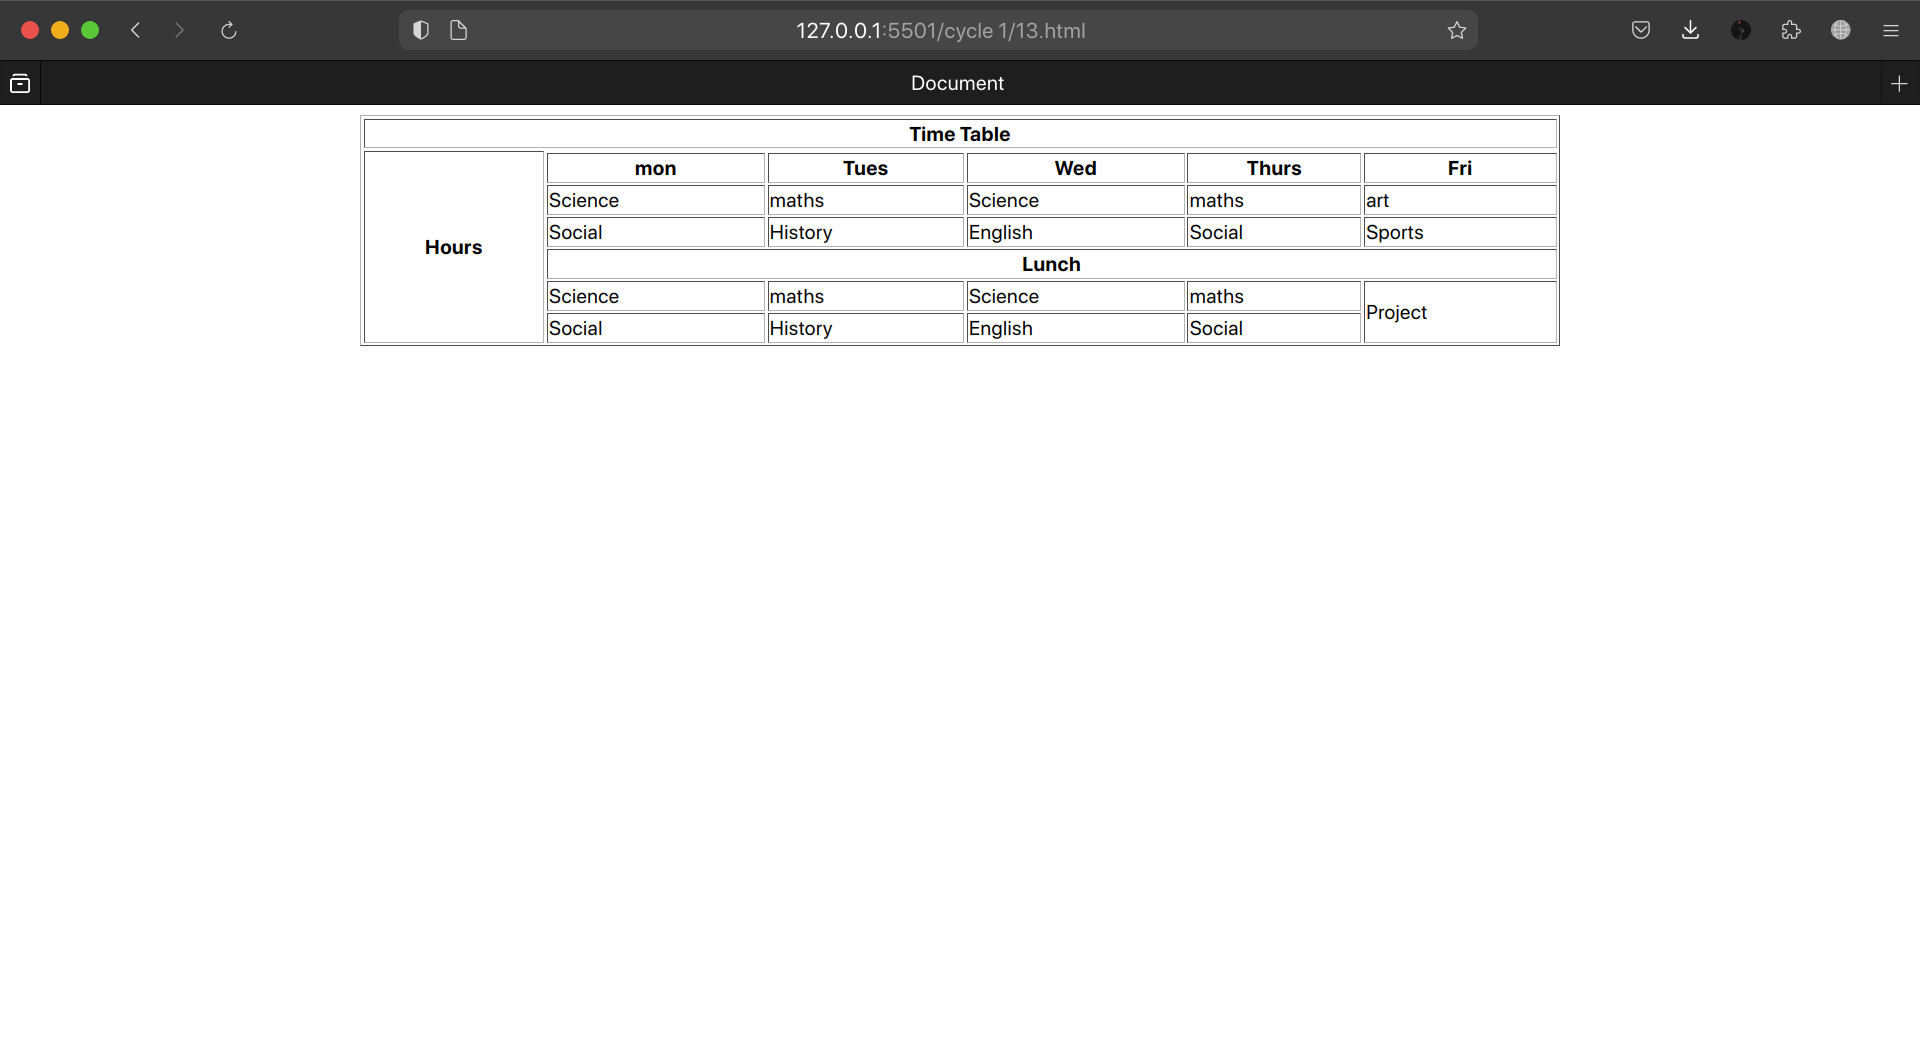 127.0.0.1:5501/cycle 1/13.html
Document
Time Table
Hours mon Tues Wed Thurs Fri
Science maths Science maths art
Social History English Social Sports
Lunch
Science maths Science maths Project
Social History English Social